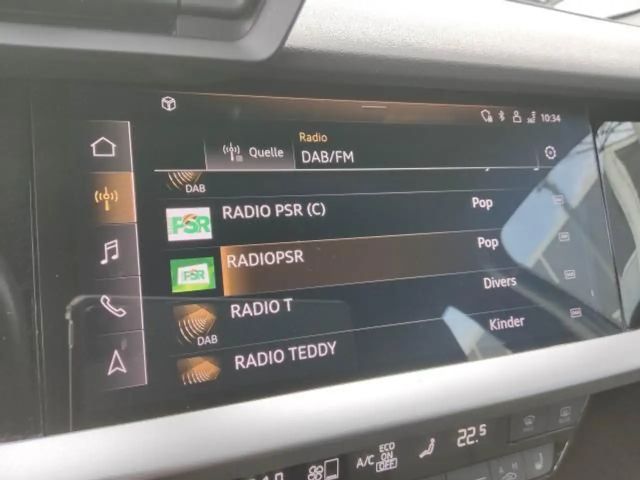 10:34
Radio
Quelle DAB/FM
DAB
PSR RADIO PSR (C) Pop
PSR RADIOPSR Pop
DAB RADIO T Divers
RADIO TEDDY Kinder
A/C ECO ON OFF 22.5
A M